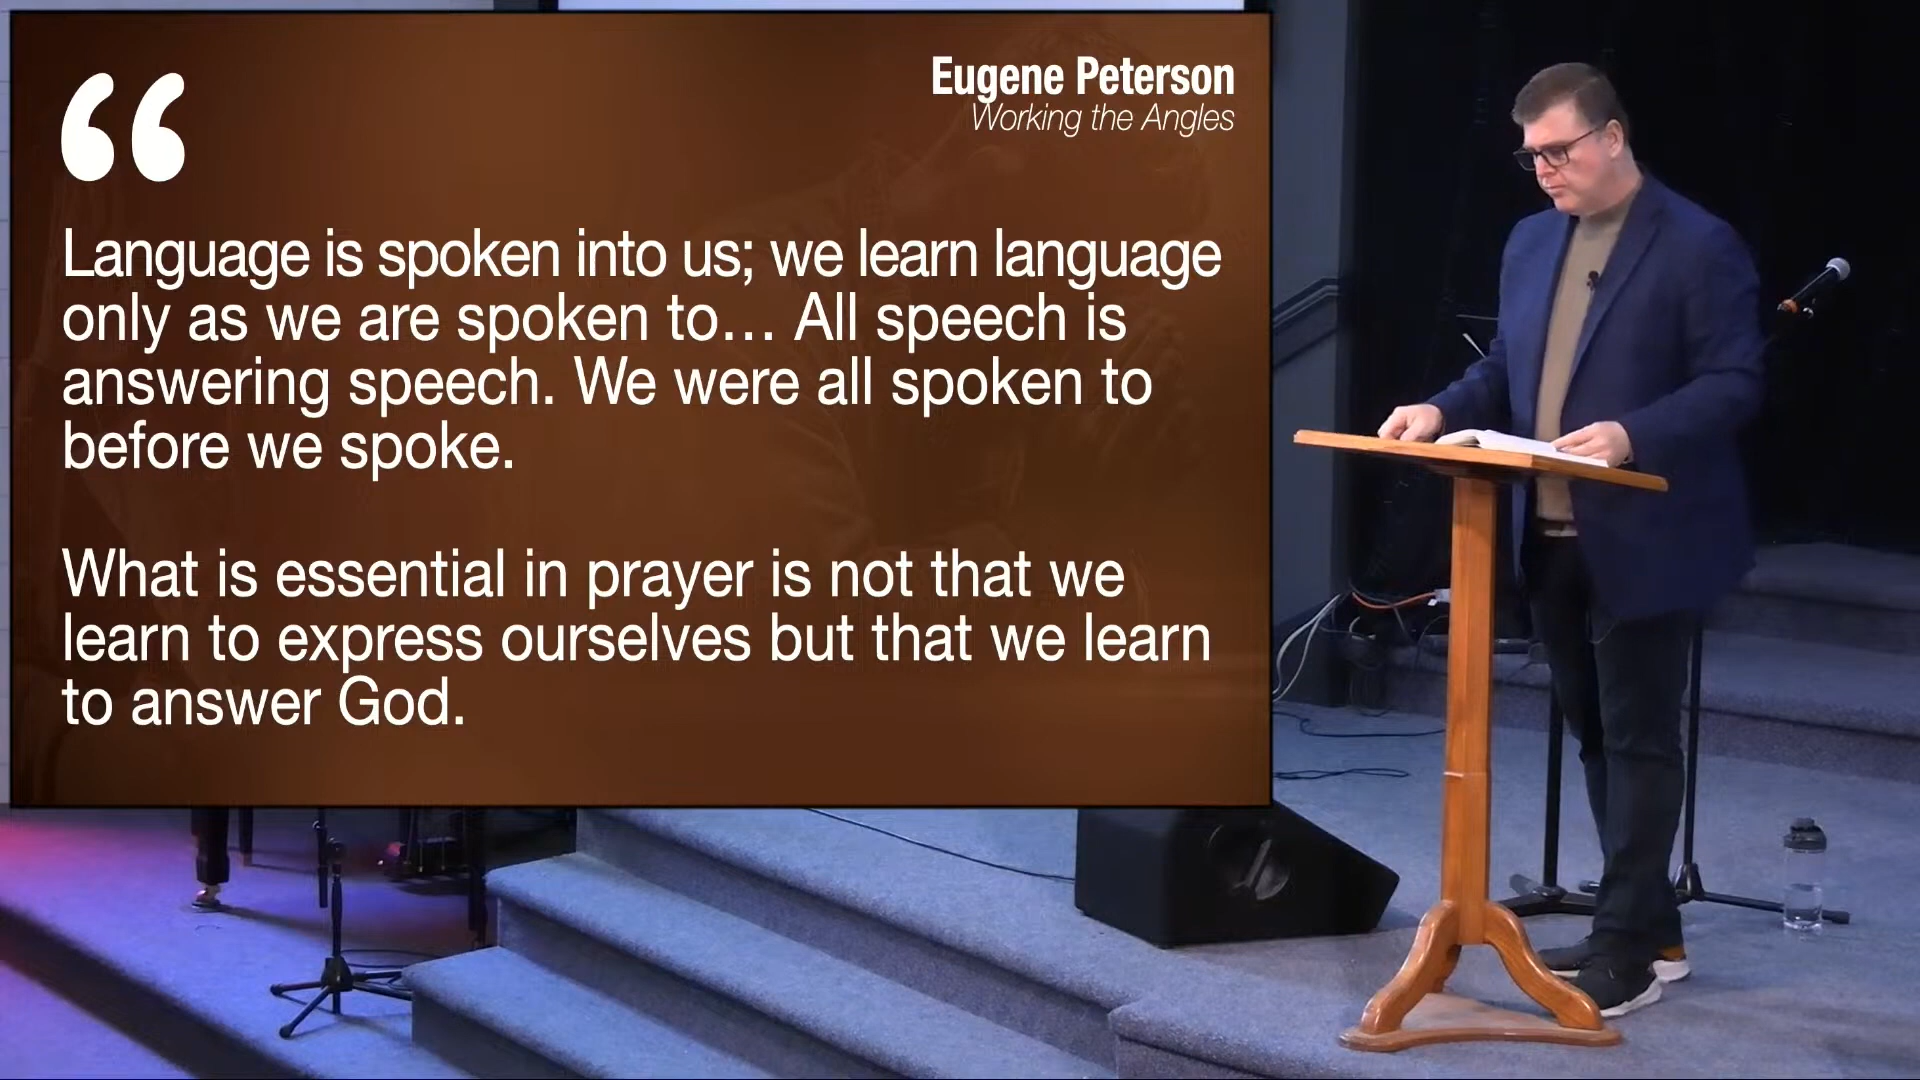 “
Eugene Peterson
Working the Angles
Language is spoken into us; we learn language
only as we are spoken to… All speech is
answering speech. We were all spoken to
before we spoke.
What is essential in prayer is not that we
learn to express ourselves but that we learn
to answer God.